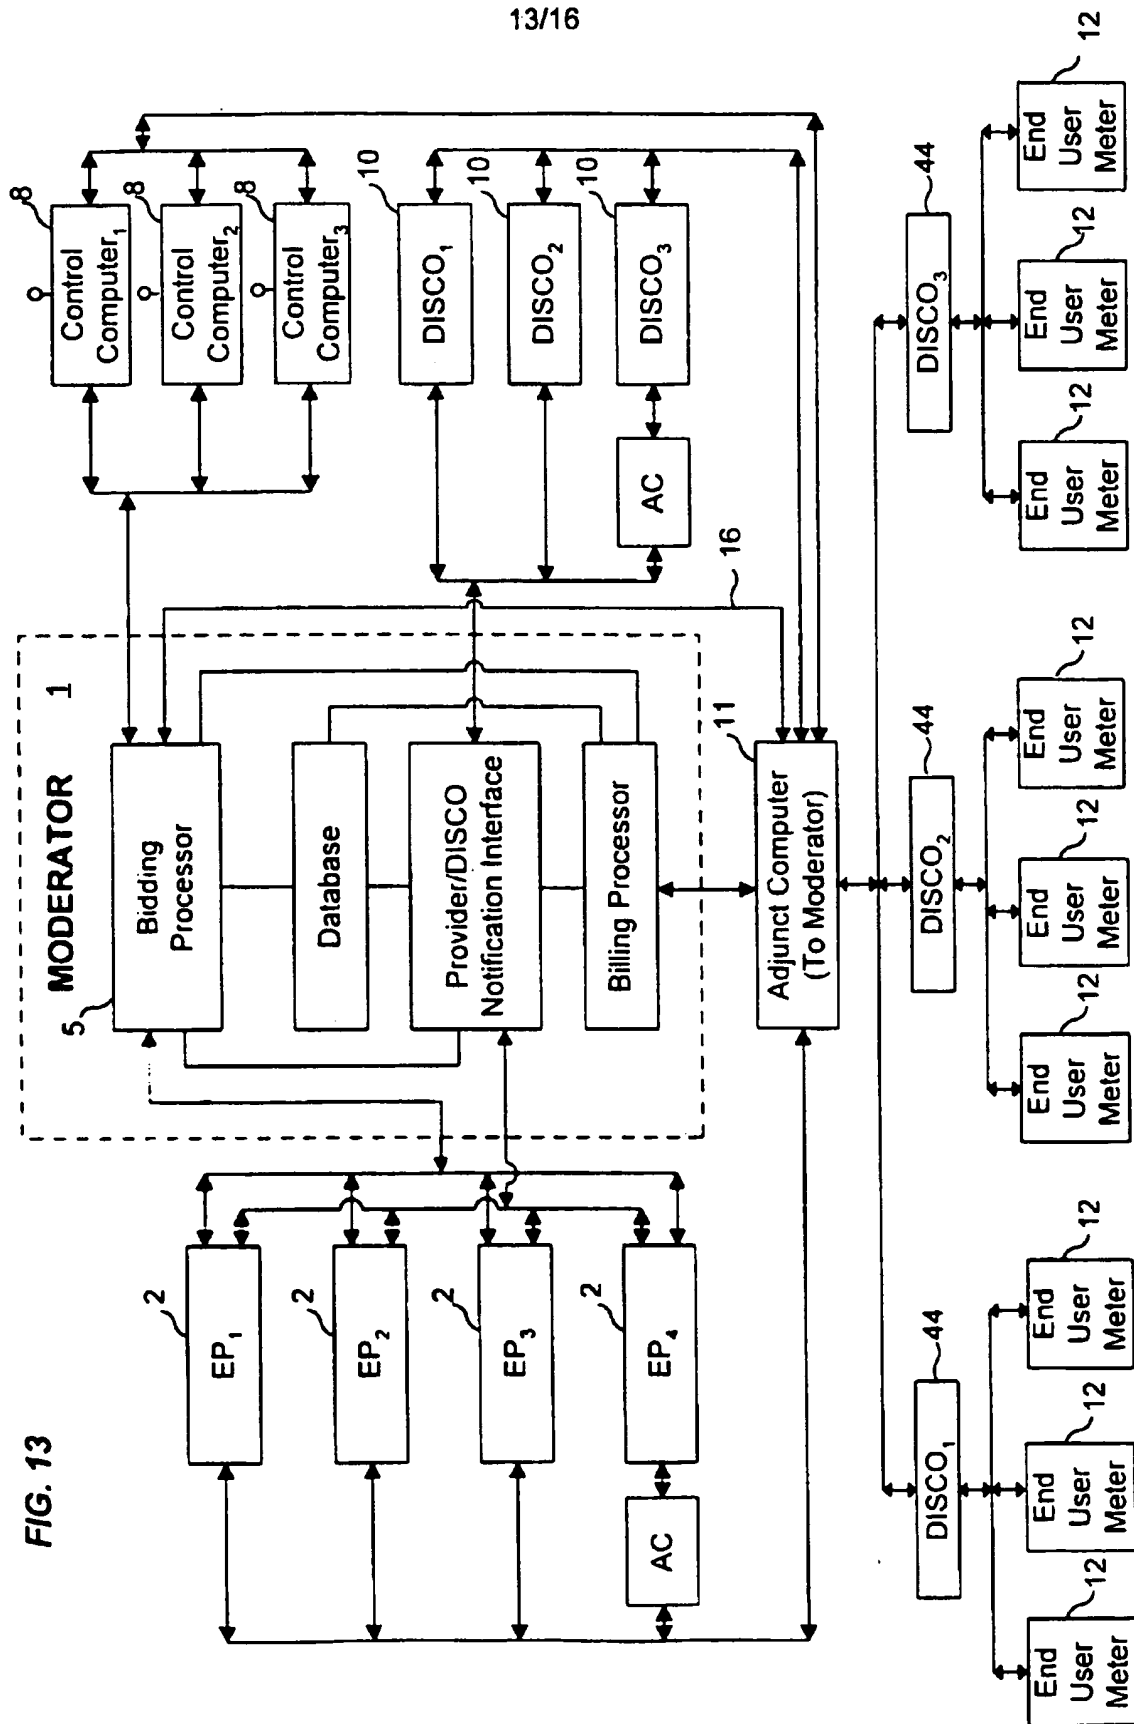 13/16
FIG. 13
MODERATOR
1
5
Bidding
Processor
Database
Provider/DISCO
Notification Interface
Billing Processor
2
EP1
2
EP2
2
EP3
2
EP4
AC
8
Control
Computer1
8
Control
Computer2
8
Control
Computer3
10
DISCO1
10
DISCO2
10
DISCO3
AC
16
11
Adjunct Computer
(To Moderator)
44
DISCO1
44
DISCO2
44
DISCO3
12
End
User
Meter
12
End
User
Meter
12
End
User
Meter
12
End
User
Meter
12
End
User
Meter
12
End
User
Meter
12
End
User
Meter
12
End
User
Meter
12
End
User
Meter